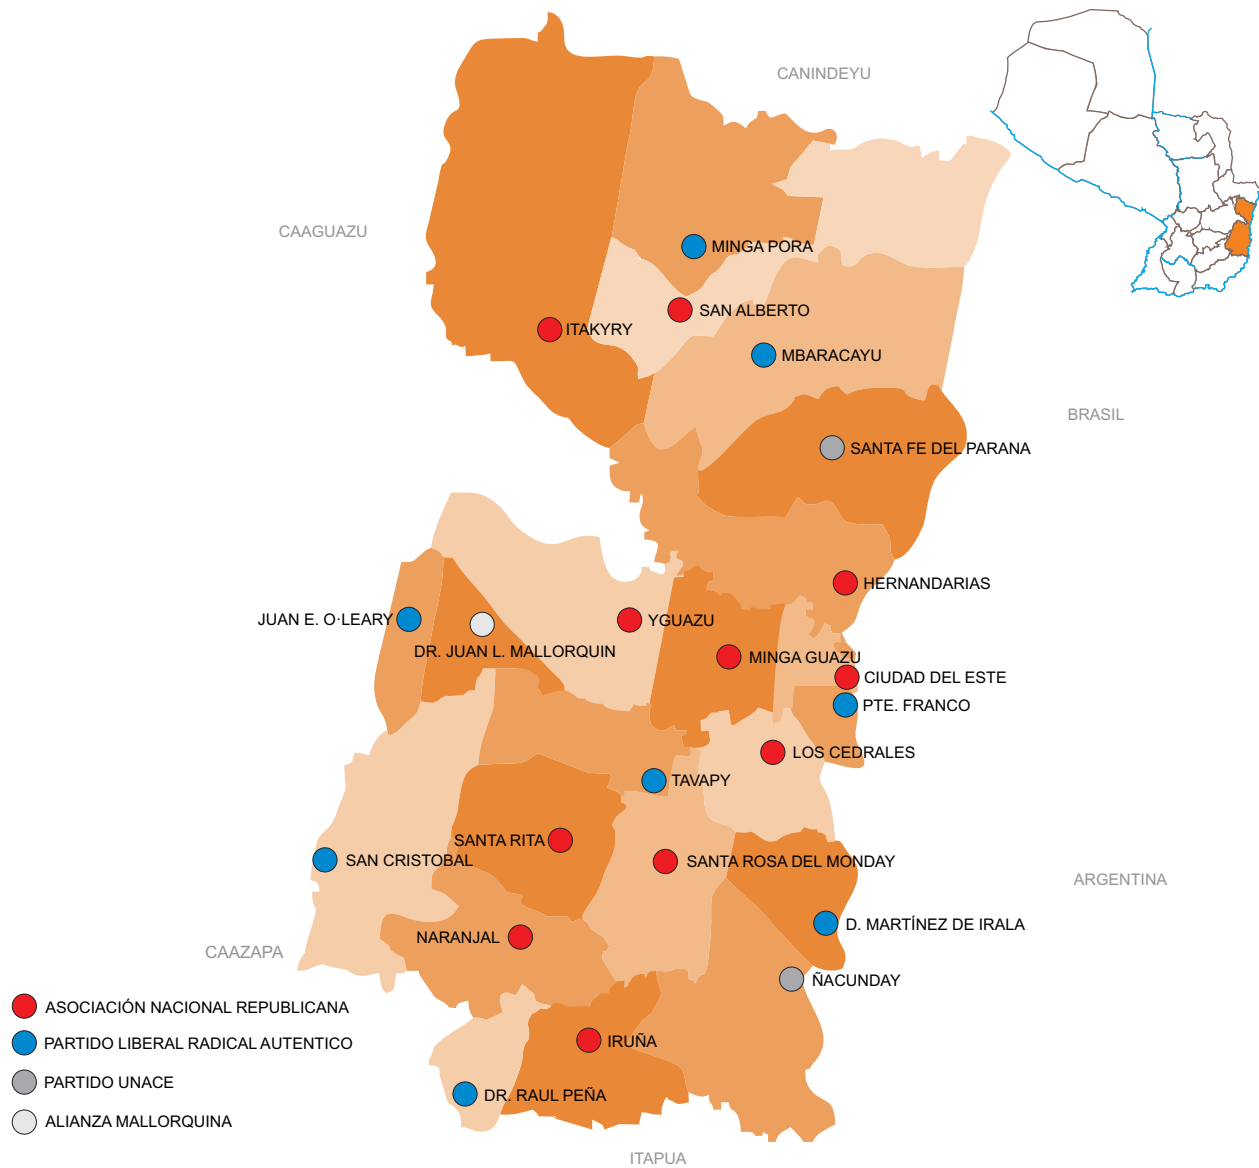 CANINDEYU
CAAGUAZU
MINGA PORA
SAN ALBERTO
ITAKYRY
MBARACAYU
BRASIL
SANTA FE DEL PARANA
HERNANDARIAS
JUAN E. O·LEARY
YGUAZU
DR. JUAN L. MALLORQUIN
MINGA GUAZU
CIUDAD DEL ESTE
PTE. FRANCO
LOS CEDRALES
TAVAPY
SANTA RITA
SAN CRISTOBAL
SANTA ROSA DEL MONDAY
ARGENTINA
D. MARTÍNEZ DE IRALA
NARANJAL
CAAZAPA
ÑACUNDAY
ASOCIACIÓN NACIONAL REPUBLICANA
PARTIDO LIBERAL RADICAL AUTENTICO
IRUÑA
PARTIDO UNACE
DR. RAUL PEÑA
ALIANZA MALLORQUINA
ITAPUA